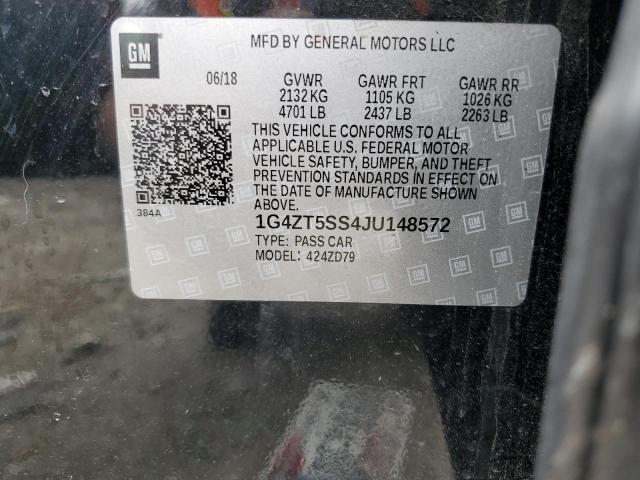 GM
MFD BY GENERAL MOTORS LLC
06/18 GVWR GAWR FRT GAWR RR
2132 KG 1105 KG 1026 KG
4701 LB 2437 LB 2263 LB
THIS VEHICLE CONFORMS TO ALL
APPLICABLE U.S. FEDERAL MOTOR
VEHICLE SAFETY, BUMPER, AND THEFT
PREVENTION STANDARDS IN EFFECT ON
THE DATE OF MANUFACTURE SHOWN
ABOVE.
384A
1G4ZT5SS4JU148572
TYPE: PASS CAR
MODEL: 424ZD79